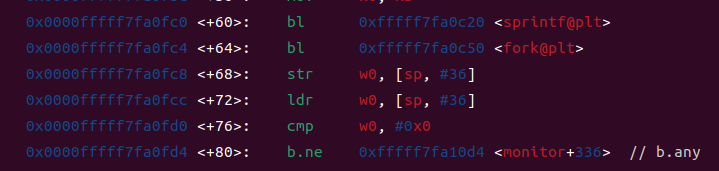 0x0000fffff7fa0fc0 <+60>: bl 0xfffff7fa0c20 <sprintf@plt>
0x0000fffff7fa0fc4 <+64>: bl 0xfffff7fa0c50 <fork@plt>
0x0000fffff7fa0fc8 <+68>: str w0, [sp, #36]
0x0000fffff7fa0fcc <+72>: ldr w0, [sp, #36]
0x0000fffff7fa0fd0 <+76>: cmp w0, #0x0
0x0000fffff7fa0fd4 <+80>: b.ne 0xfffff7fa10d4 <monitor+336> // b.any